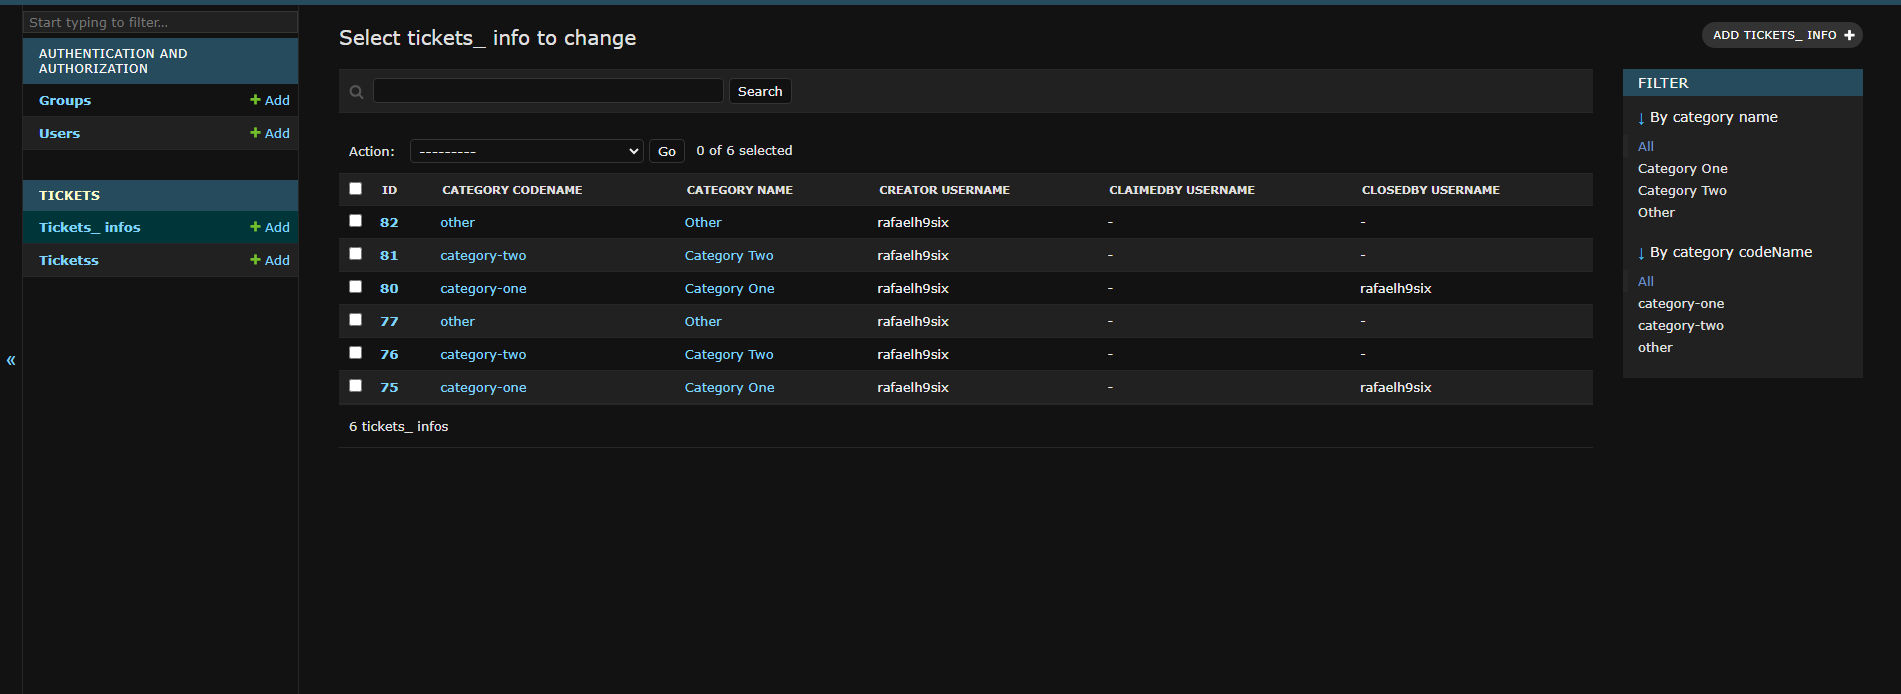 Start typing to filter...
AUTHENTICATION AND
AUTHORIZATION
Groups + Add
Users + Add
TICKETS
Tickets_ infos + Add
Ticketss + Add
«
Select tickets_ info to change
ADD TICKETS_ INFO +
Search
Action: --------- Go 0 of 6 selected
ID CATEGORY CODENAME CATEGORY NAME CREATOR USERNAME CLAIMEDBY USERNAME CLOSEDBY USERNAME
82 other Other rafaelh9six - -
81 category-two Category Two rafaelh9six - -
80 category-one Category One rafaelh9six - rafaelh9six
77 other Other rafaelh9six - -
76 category-two Category Two rafaelh9six - -
75 category-one Category One rafaelh9six - rafaelh9six
6 tickets_ infos
FILTER
↓ By category name
All
Category One
Category Two
Other
↓ By category codeName
All
category-one
category-two
other